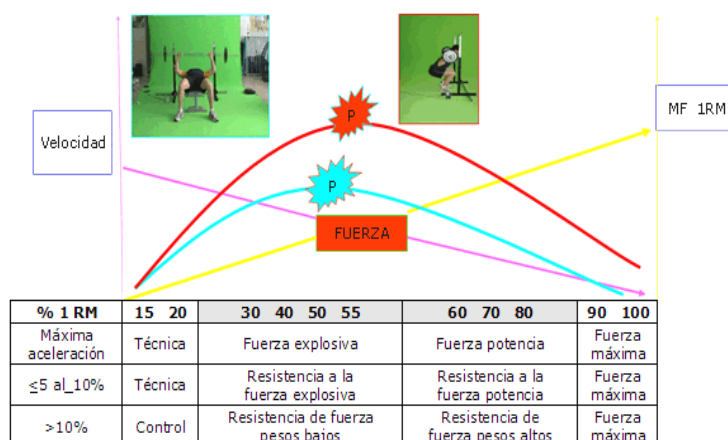 Velocidad
MF 1RM
P
P
FUERZA
% 1 RM 15 20 30 40 50 55 60 70 80 90 100
Máxima aceleración Técnica Fuerza explosiva Fuerza potencia Fuerza máxima
≤5 al_10% Técnica Resistencia a la fuerza explosiva Resistencia a la fuerza potencia Fuerza máxima
>10% Control Resistencia de fuerza pesos bajos Resistencia de fuerza pesos altos Fuerza máxima